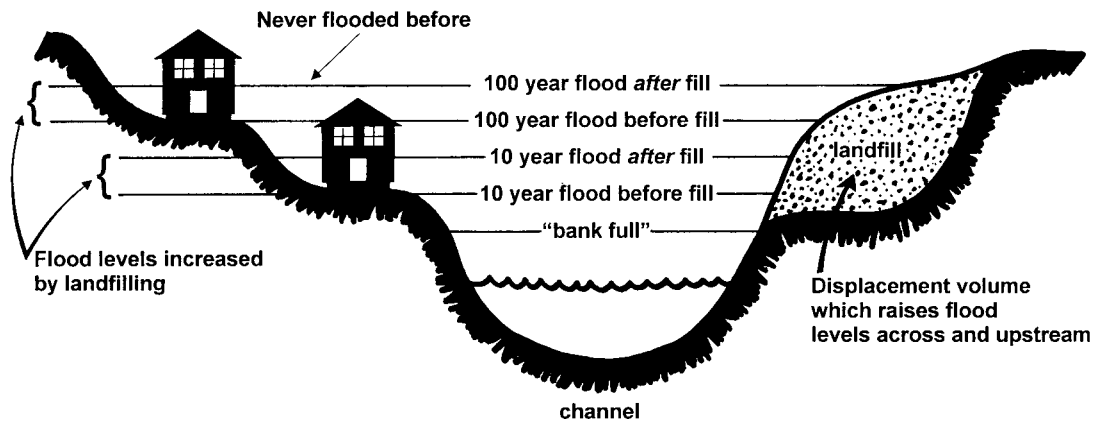 Never flooded before
100 year flood after fill
100 year flood before fill
10 year flood after fill
landfill
10 year flood before fill
“bank full”
Flood levels increased
by landfilling
Displacement volume
which raises flood
levels across and upstream
channel